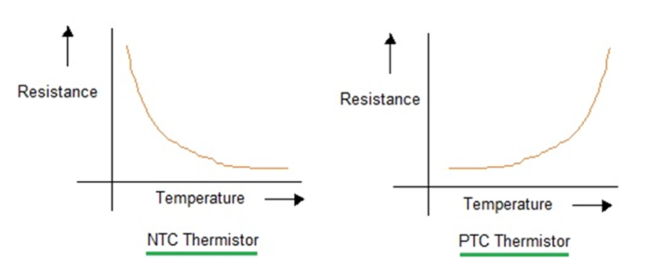 Resistance
Temperature
NTC Thermistor
Resistance
Temperature
PTC Thermistor